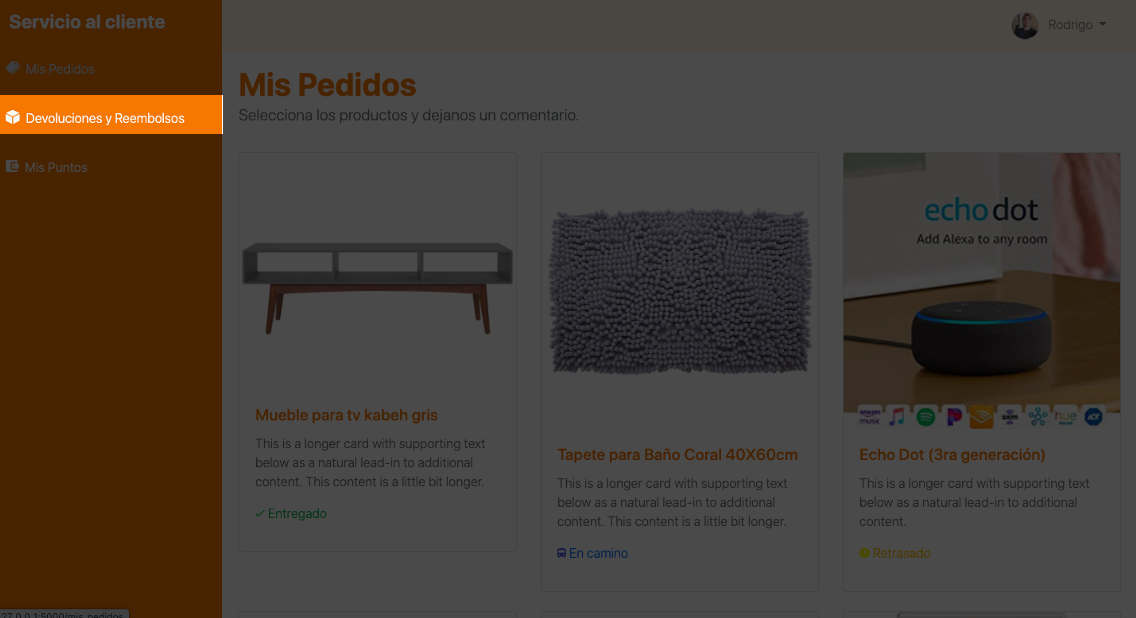 Servicio al cliente
Rodrigo
Mis Pedidos
Devoluciones y Reembolsos
Mis Puntos
Mis Pedidos
Selecciona los productos y dejanos un comentario.
Mueble para tv kabeh gris
This is a longer card with supporting text
below as a natural lead-in to additional
content. This content is a little bit longer.
Entregado
Tapete para Baño Coral 40X60cm
This is a longer card with supporting text
below as a natural lead-in to additional
content. This content is a little bit longer.
En camino
echo dot
Add Alexa to any room
amazon
music
hue
Echo Dot (3ra generación)
This is a longer card with supporting text
below as a natural lead-in to additional
content.
Retrasado
27.0.0.1:5000/mis_pedidos